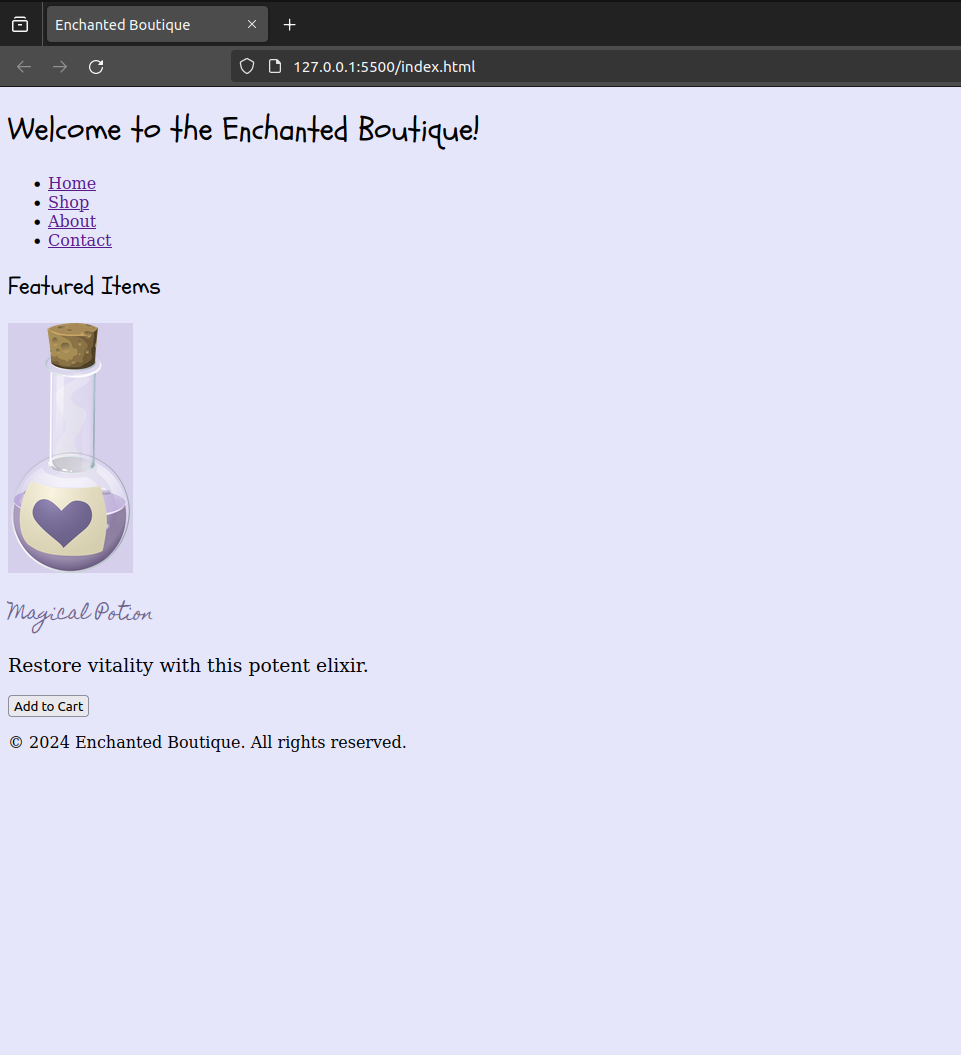 Enchanted Boutique
127.0.0.1:5500/index.html
Welcome to the Enchanted Boutique!
Home
Shop
About
Contact
Featured Items
Magical Potion
Restore vitality with this potent elixir.
Add to Cart
© 2024 Enchanted Boutique. All rights reserved.